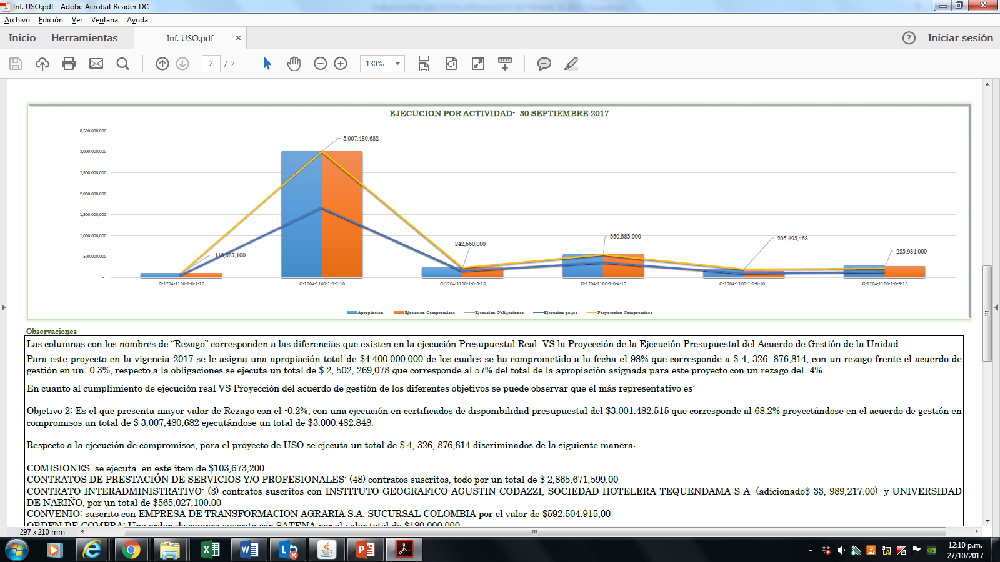 Inf. USO.pdf - Adobe Acrobat Reader DC
Archivo Edición Ver Ventana Ayuda
Inicio Herramientas Inf. USO.pdf × ? Iniciar sesión
2 / 2 130%
EJECUCION POR ACTIVIDAD- 30 SEPTIEMBRE 2017
3,500,000,000
3,000,000,000
2,500,000,000
2,000,000,000
1,500,000,000
1,000,000,000
500,000,000
-
110,027,100
3,007,480,682
242,660,000
550,583,000
203,493,468
223,984,000
C-1704-1100-1-0-1-10 C-1704-1100-1-0-2-10 C-1704-1100-1-0-3-13 C-1704-1100-1-0-4-13 C-1704-1100-1-0-5-10 C-1704-1100-1-0-5-13
Apropiacion Ejecucion Compromisos Ejecucion Obligaciones Ejecucion pagos Proyecccion Compromisos
Observaciones
Las columnas con los nombres de “Rezago” corresponden a las diferencias que existen en la ejecución Presupuestal Real VS la Proyección de la Ejecución Presupuestal del Acuerdo de Gestión de la Unidad.
Para este proyecto en la vigencia 2017 se le asigna una apropiación total de $4.400.000.000 de los cuales se ha comprometido a la fecha el 98% que corresponde a $ 4, 326, 876,814, con un rezago frente el acuerdo de
gestión en un -0.3%, respecto a la obligaciones se ejecuta un total de $ 2, 502, 269,078 que corresponde al 57% del total de la apropiación asignada para este proyecto con un rezago del -4%.
En cuanto al cumplimiento de ejecución real VS Proyección del acuerdo de gestión de los diferentes objetivos se puede observar que el más representativo es:
Objetivo 2: Es el que presenta mayor valor de Rezago con el -0.2%, con una ejecución en certificados de disponibilidad presupuestal del $3.001.482.515 que corresponde al 68.2% proyectándose en el acuerdo de gestión en
compromisos un total de $ 3,007,480,682 ejecutándose un total de $3.000.482.848.
Respecto a la ejecución de compromisos, para el proyecto de USO se ejecuta un total de $ 4, 326, 876,814 discriminados de la siguiente manera:
COMISIONES: se ejecuta en este ítem de $103,673,200.
CONTRATOS DE PRESTACIÓN DE SERVICIOS Y/O PROFESIONALES: (48) contratos suscritos, todo por un total de $ 2,865,671,599.00
CONTRATO INTERADMINISTRATIVO: (3) contratos suscritos con INSTITUTO GEOGRAFICO AGUSTIN CODAZZI, SOCIEDAD HOTELERA TEQUENDAMA S A (adicionado$ 33, 989,217.00) y UNIVERSIDAD
DE NARIÑO, por un total de $565,027,100.00
CONVENIO: suscrito con EMPRESA DE TRANSFORMACION AGRARIA S.A. SUCURSAL COLOMBIA por el valor de $592.504.915,00
ORDEN DE COMPRA: Una orden de compra suscrita con SATENA por el valor total de $180.000.000
297 x 210 mm
12:10 p.m.
27/10/2017